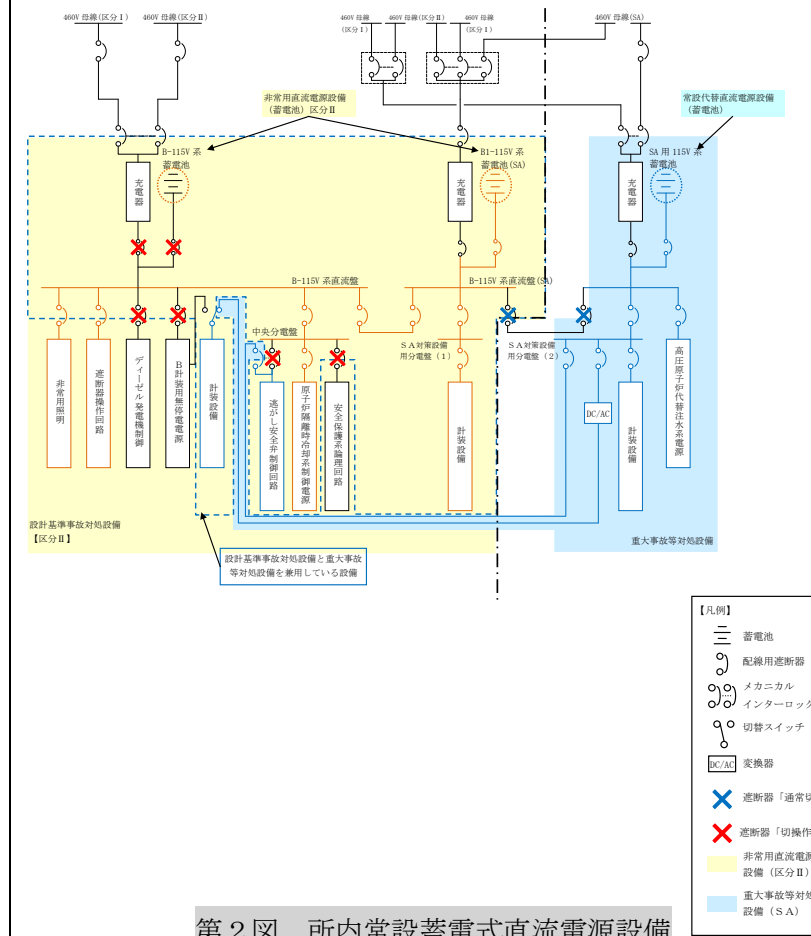 460V 母線(区分Ⅰ)
460V 母線(区分Ⅱ)
460V 母線
(区分Ⅰ)
460V 母線(区分Ⅱ)
460V 母線
(区分Ⅰ)
460V 母線(SA)
非常用直流電源設備
(蓄電池)区分Ⅱ
常設代替直流電源設備
(蓄電池)
B-115V 系
蓄電池
B1-115V 系
蓄電池(SA)
SA 用 115V 系
蓄電池
充電器
充電器
充電器
B-115V 系直流盤
B-115V 系直流盤(SA)
中央分電盤
SA対策設備
用分電盤(1)
SA対策設備
用分電盤(2)
非常用照明
遮断器操作回路
ディーゼル発電機制御
B計装用無停電電源
計装設備
逃がし安全弁制御回路
原子炉隔離時冷却系制御電源
安全保護系論理回路
計装設備
DC/AC
計装設備
高圧原子炉代替注水系電源
設計基準事故対処設備
【区分Ⅱ】
重大事故等対処設備
設計基準事故対処設備と重大事故
等対処設備を兼用している設備
【凡例】
蓄電池
配線用遮断器
メカニカル
インターロック
切替スイッチ
DC/AC 変換器
遮断器「通常切
遮断器「切操作
非常用直流電源
設備(区分Ⅱ)
重大事故等対処
設備(SA)
第2図 所内常設蓄電式直流電源設備